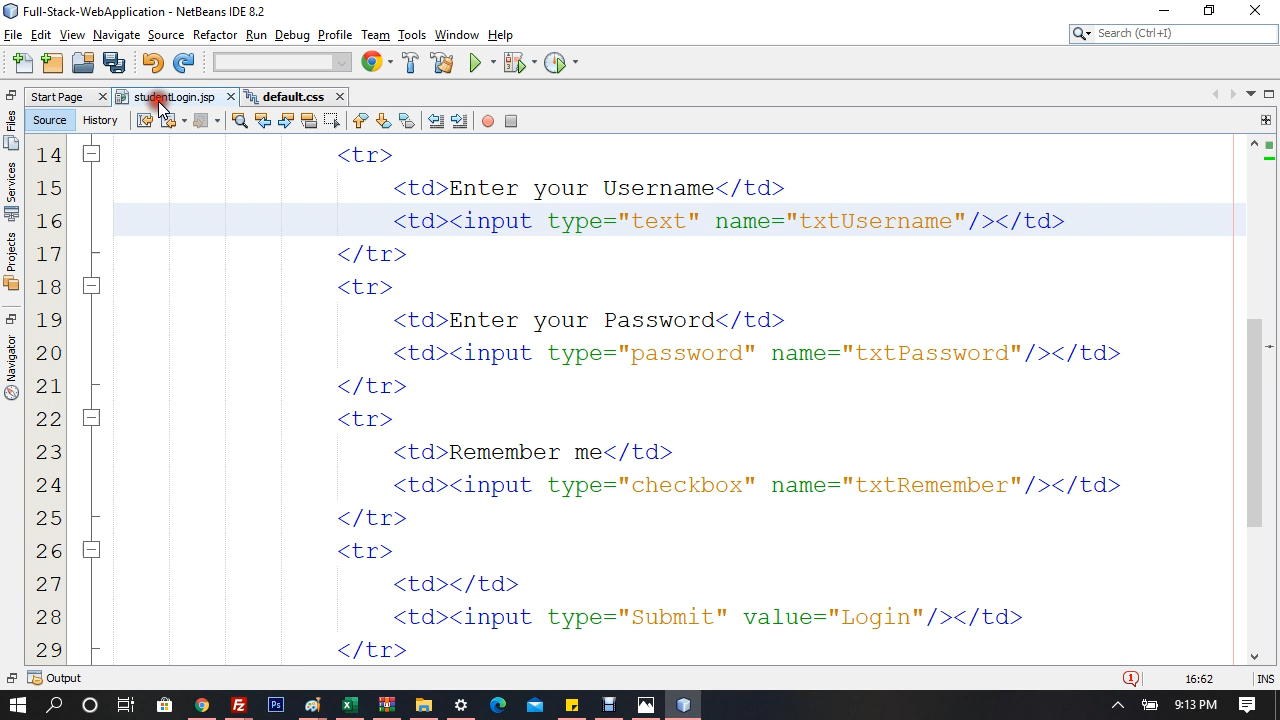 Full-Stack-WebApplication - NetBeans IDE 8.2
File Edit View Navigate Source Refactor Run Debug Profile Team Tools Window Help
Search (Ctrl+I)
Start Page studentLogin.jsp default.css
Source History
Files
Services
Projects
Navigator
14 <tr>
15 <td>Enter your Username</td>
16 <td><input type="text" name="txtUsername"/></td>
17 </tr>
18 <tr>
19 <td>Enter your Password</td>
20 <td><input type="password" name="txtPassword"/></td>
21 </tr>
22 <tr>
23 <td>Remember me</td>
24 <td><input type="checkbox" name="txtRemember"/></td>
25 </tr>
26 <tr>
27 <td></td>
28 <td><input type="Submit" value="Login"/></td>
29 </tr>
Output
1 16:62 INS
9:13 PM